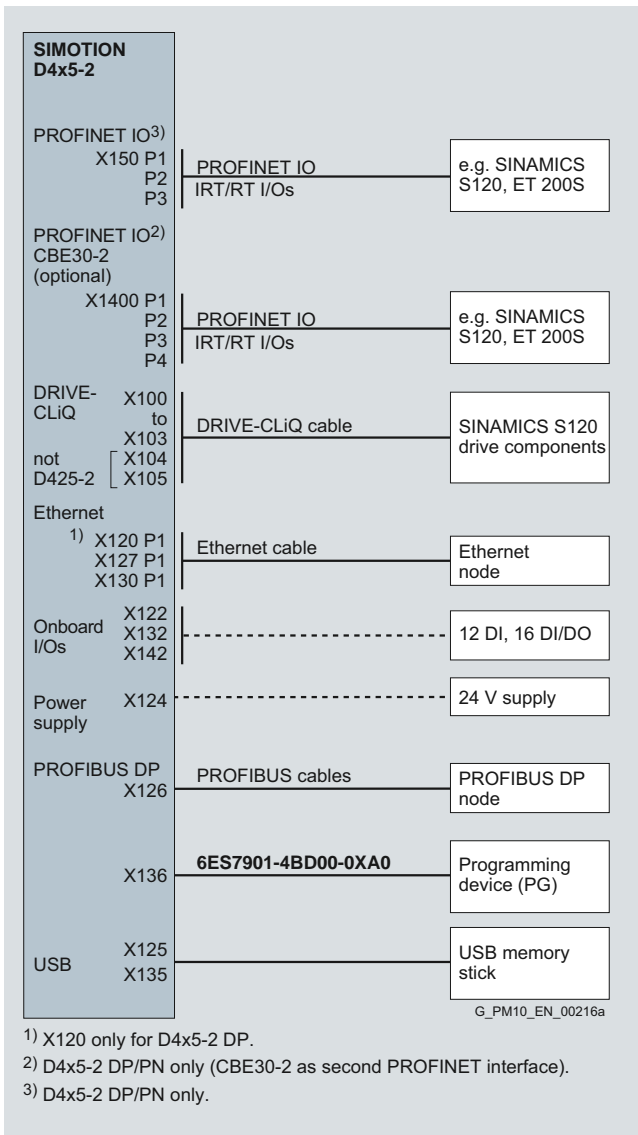 SIMOTION
D4x5-2
PROFINET IO3)
X150 P1
P2
P3
PROFINET IO
IRT/RT I/Os
e.g. SINAMICS
S120, ET 200S
PROFINET IO2)
CBE30-2
(optional)
X1400 P1
P2
P3
P4
PROFINET IO
IRT/RT I/Os
e.g. SINAMICS
S120, ET 200S
DRIVE-
CLiQ
X100
to
X103
not
D425-2
X104
X105
DRIVE-CLiQ cable
SINAMICS S120
drive components
Ethernet
1) X120 P1
X127 P1
X130 P1
Ethernet cable
Ethernet
node
Onboard
I/Os
X122
X132
X142
12 DI, 16 DI/DO
Power
supply
X124
24 V supply
PROFIBUS DP
X126
PROFIBUS cables
PROFIBUS DP
node
X136
6ES7901-4BD00-0XA0
Programming
device (PG)
USB
X125
X135
USB memory
stick
G_PM10_EN_00216a
1) X120 only for D4x5-2 DP.
2) D4x5-2 DP/PN only (CBE30-2 as second PROFINET interface).
3) D4x5-2 DP/PN only.